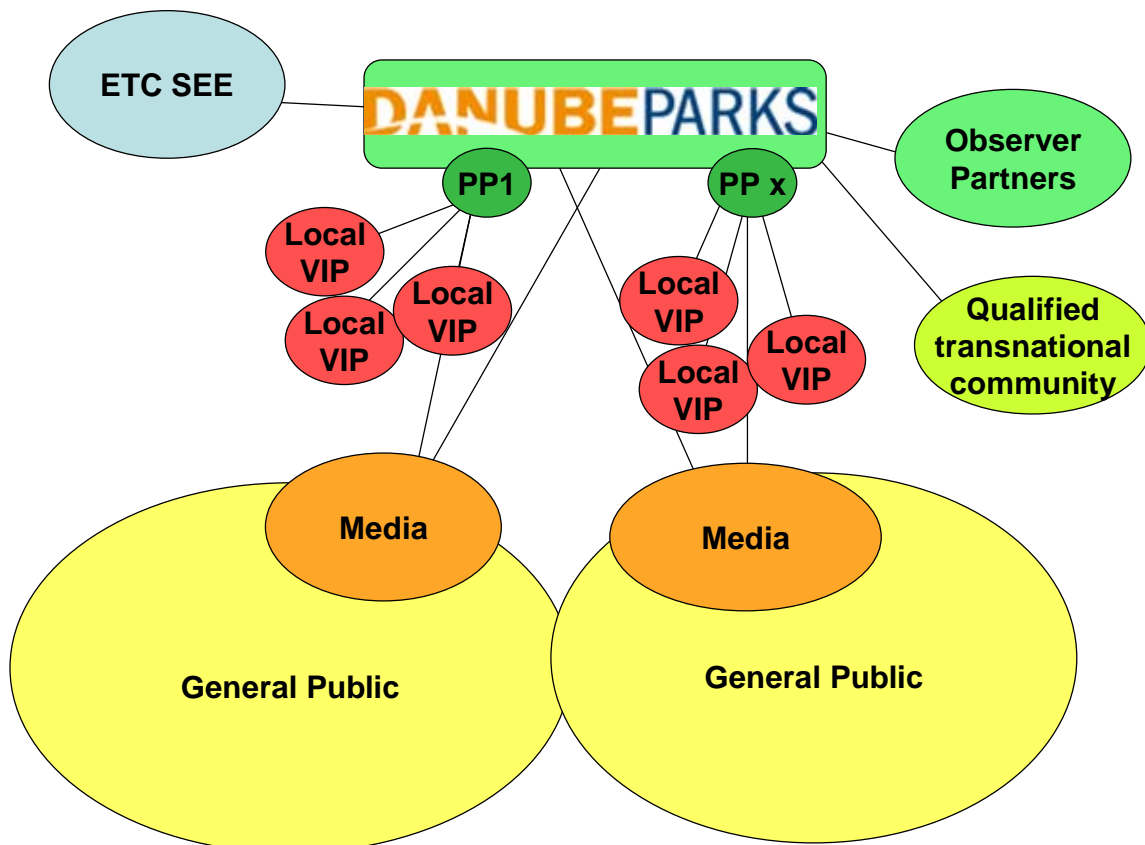 ETC SEE
DANUBEPARKS
Observer
Partners
PP1
PP x
Local
VIP
Local
VIP
Local
VIP
Local
VIP
Local
VIP
Local
VIP
Qualified
transnational
community
Media
Media
General Public
General Public